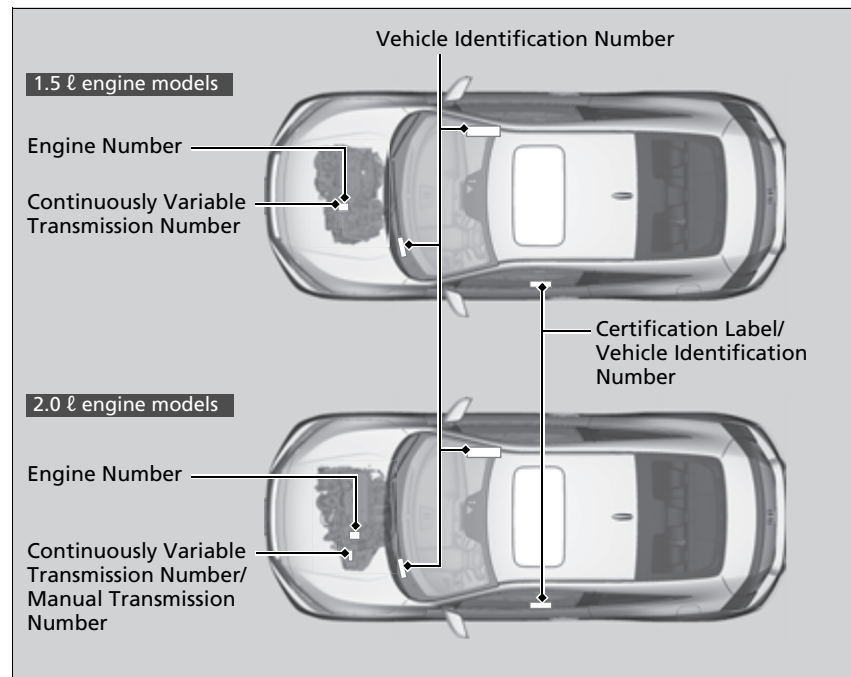 Vehicle Identification Number
1.5 ℓ engine models
Engine Number
Continuously Variable
Transmission Number
Certification Label/
Vehicle Identification
Number
2.0 ℓ engine models
Engine Number
Continuously Variable
Transmission Number/
Manual Transmission
Number